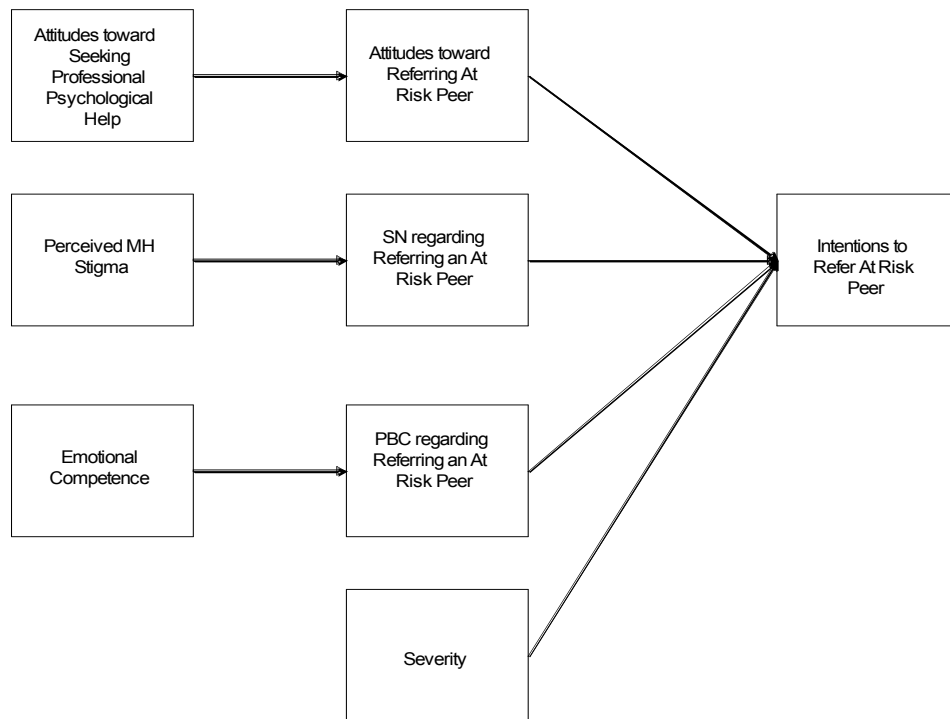 Attitudes toward
Seeking
Professional
Psychological
Help
Attitudes toward
Referring At
Risk Peer
Perceived MH
Stigma
SN regarding
Referring an At
Risk Peer
Intentions to
Refer At Risk
Peer
Emotional
Competence
PBC regarding
Referring an At
Risk Peer
Severity